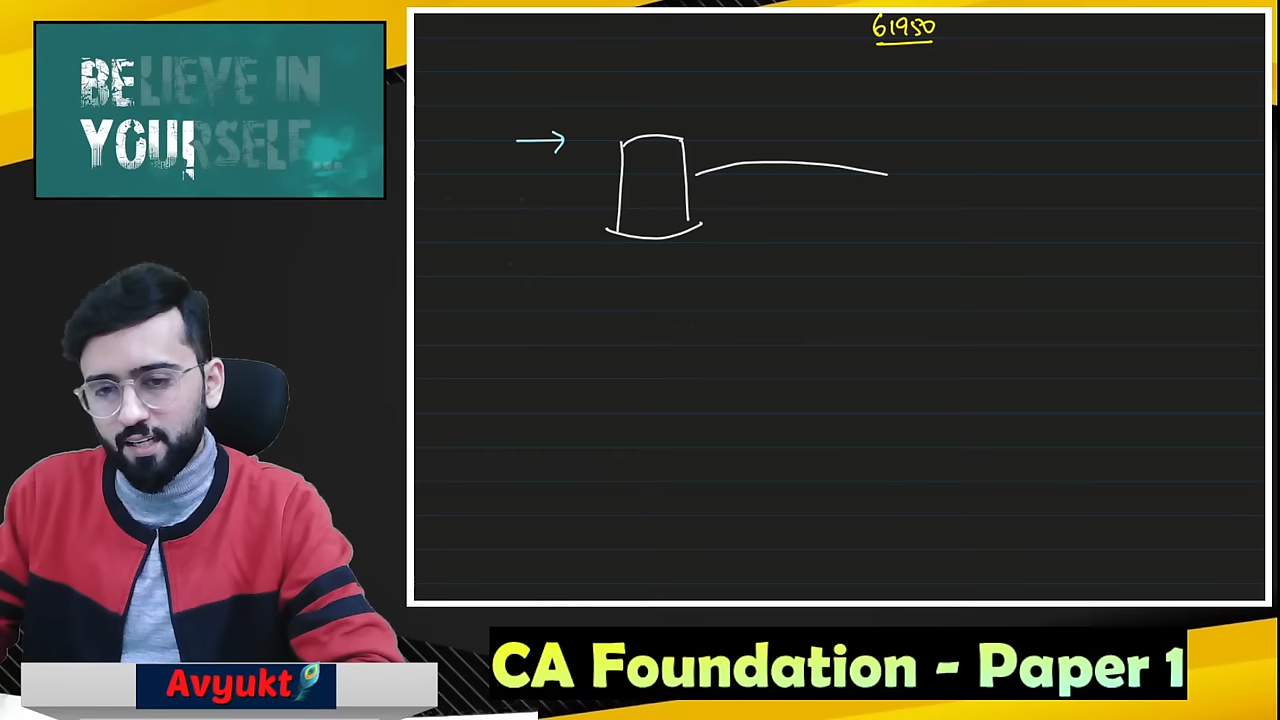 61950
BELIEVE IN
YOURSELF...
Avyukt
CA Foundation - Paper 1